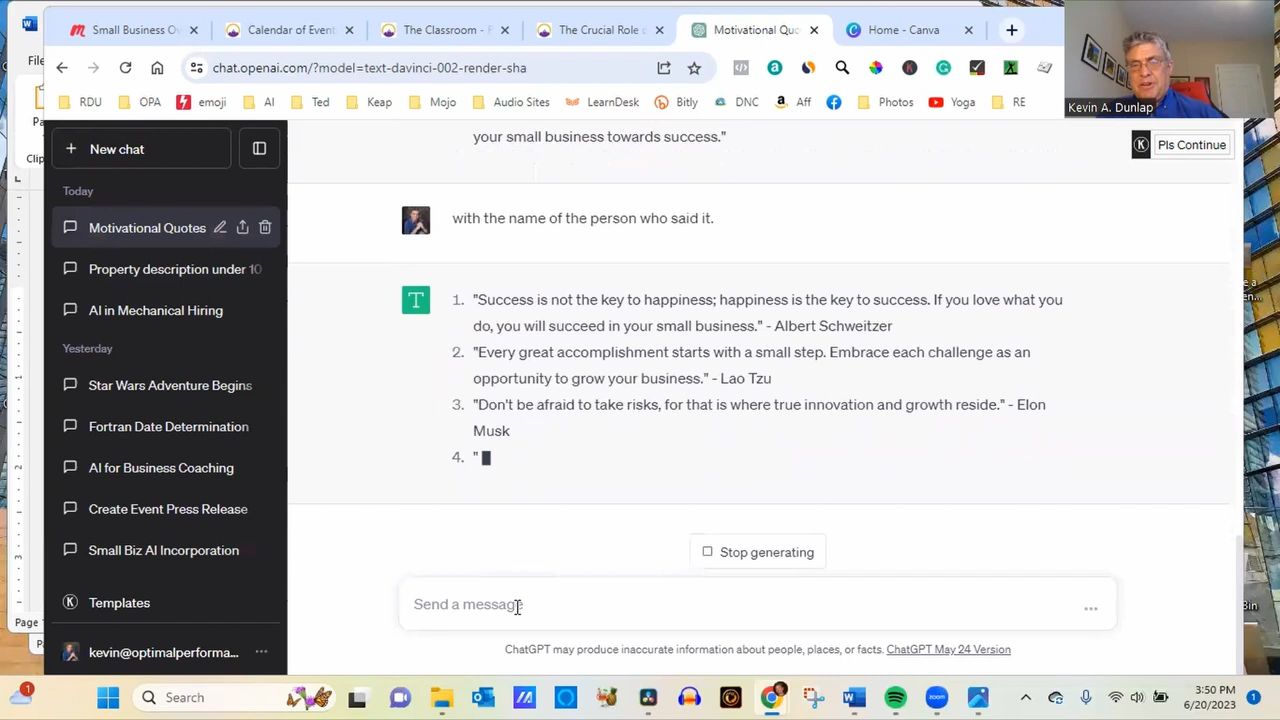 Small Business O
Calendar of Event
The Classroom -
The Crucial Role
Motivational Quo
Home - Canva
chat.openai.com/?model=text-davinci-002-render-sha
Kevin A. Dunlap
RDU
OPA
emoji
AI
Ted
Keap
Mojo
Audio Sites
LearnDesk
Bitly
DNC
Aff
Photos
Yoga
RE
File
Pa
Clip
New chat
Today
Motivational Quotes
Property description under 10
AI in Mechanical Hiring
Yesterday
Star Wars Adventure Begins
Fortran Date Determination
AI for Business Coaching
Create Event Press Release
Small Biz AI Incorporation
Templates
kevin@optimalperforma...
your small business towards success."
Pls Continue
with the name of the person who said it.
1. "Success is not the key to happiness; happiness is the key to success. If you love what you
do, you will succeed in your small business." - Albert Schweitzer
2. "Every great accomplishment starts with a small step. Embrace each challenge as an
opportunity to grow your business." - Lao Tzu
3. "Don't be afraid to take risks, for that is where true innovation and growth reside." - Elon
Musk
4. "
Stop generating
Send a message
ChatGPT may produce inaccurate information about people, places, or facts. ChatGPT May 24 Version
Page
Bin
Search
3:50 PM
6/20/2023